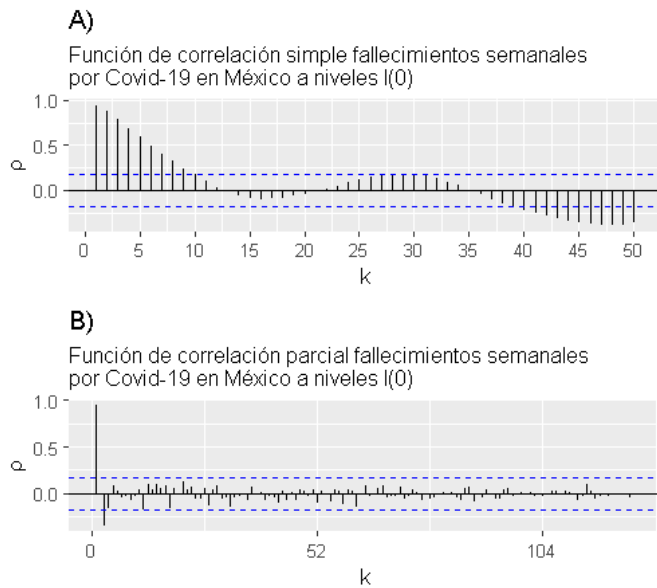 A)
Función de correlación simple fallecimientos semanales
por Covid-19 en México a niveles I(0)
1.0
0.5
0.0
ρ
0 5 10 15 20 25 30 35 40 45 50
k
B)
Función de correlación parcial fallecimientos semanales
por Covid-19 en México a niveles I(0)
1.0
0.5
0.0
ρ
0 52 104
k